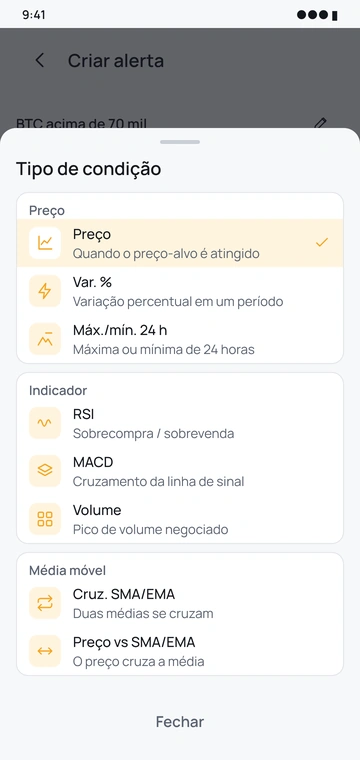 9:41
Criar alerta
BTC acima de 70 mil
Tipo de condição
Preço
Preço
Quando o preço-alvo é atingido
Var. %
Variação percentual em um período
Máx./mín. 24 h
Máxima ou mínima de 24 horas
Indicador
RSI
Sobrecompra / sobrevenda
MACD
Cruzamento da linha de sinal
Volume
Pico de volume negociado
Média móvel
Cruz. SMA/EMA
Duas médias se cruzam
Preço vs SMA/EMA
O preço cruza a média
Fechar